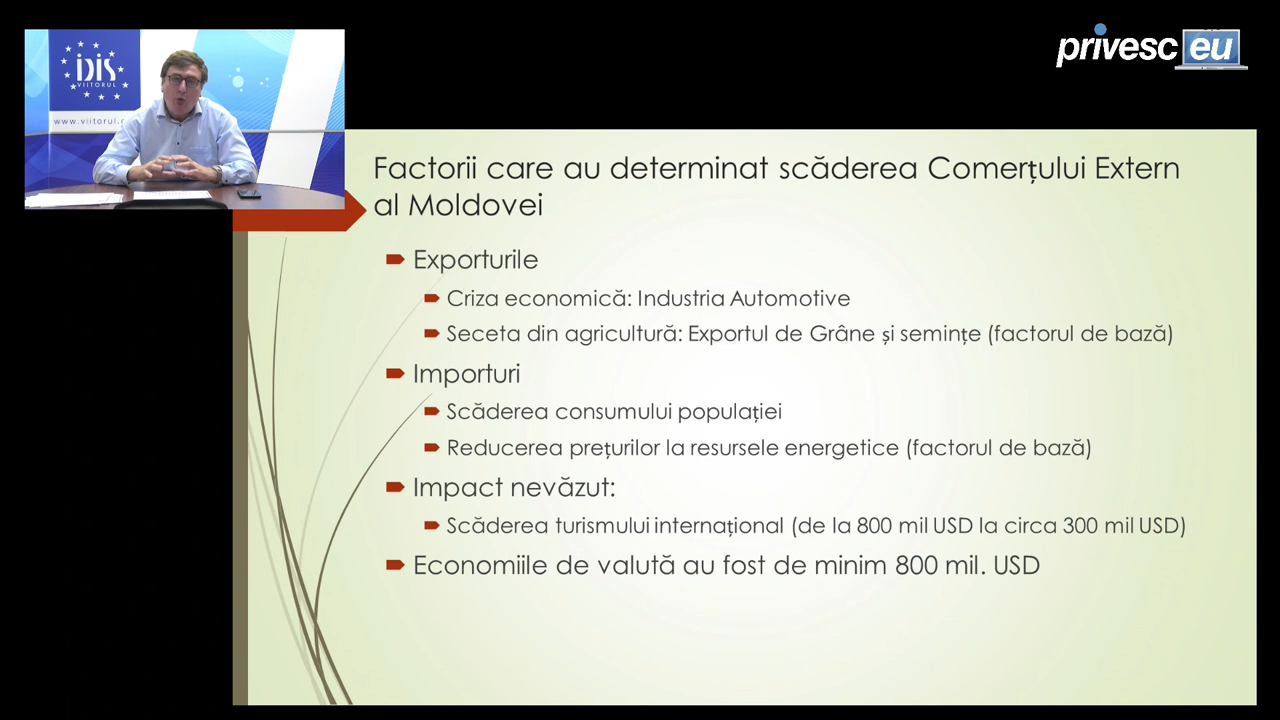 IDIS
VIITORUL
www.viitorul.
privesc eu
Factorii care au determinat scăderea Comerțului Extern
al Moldovei
Exporturile
Criza economică: Industria Automotive
Seceta din agricultură: Exportul de Grâne și semințe (factorul de bază)
Importuri
Scăderea consumului populației
Reducerea prețurilor la resursele energetice (factorul de bază)
Impact nevăzut:
Scăderea turismului internațional (de la 800 mil USD la circa 300 mil USD)
Economiile de valută au fost de minim 800 mil. USD